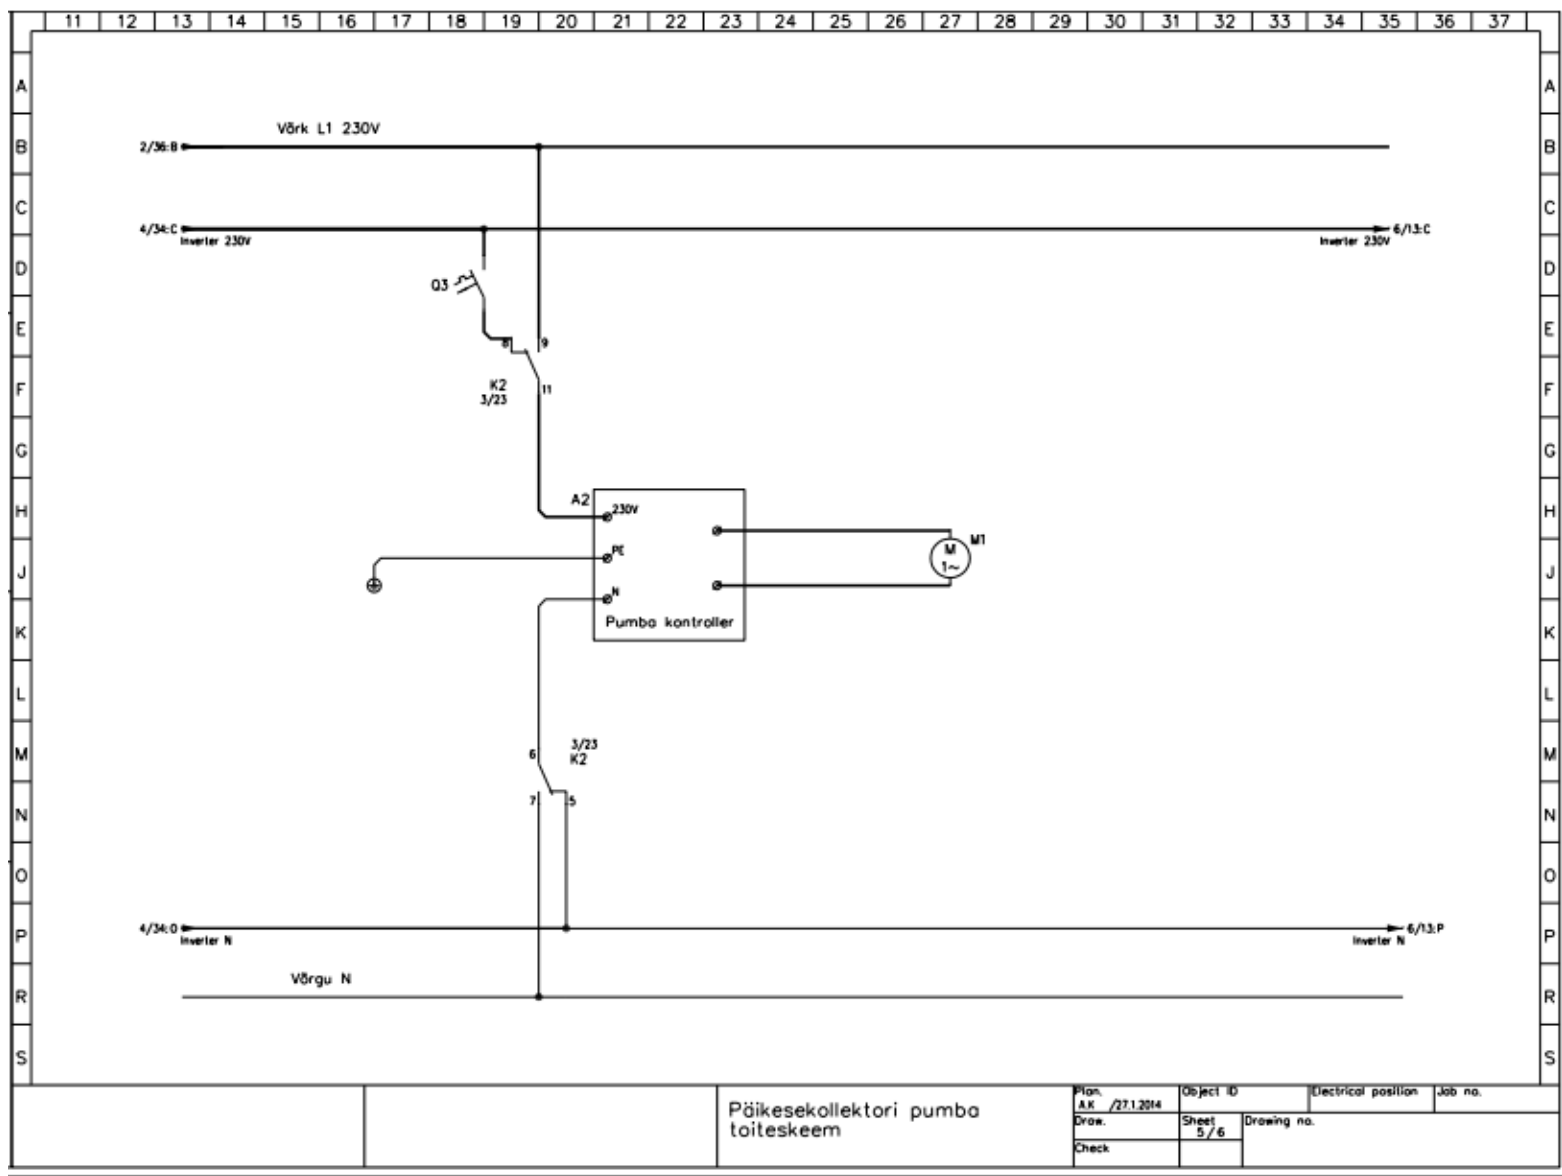 11 12 13 14 15 16 17 18 19 20 21 22 23 24 25 26 27 28 29 30 31 32 33 34 35 36 37
A A
Võrk L1 230V
B 2/36:B B
C C
4/34:C 6/13:C
Inverter 230V Inverter 230V
D D
Q3
E E
8 9
F K2 11 F
3/23
G G
A2
H 230V H
M1
PE M
J 1~ J
N
K Pumba kontroller K
L L
3/23
M 6 K2 M
7 5
N N
O O
4/34:O 6/13:P
P P
Inverter N Inverter N
Võrgu N
R R
S S
Plan. Object ID Electrical position Job no.
A.K /27.1.2014
Päikesekollektori pumba
toiteskeem
Draw. Sheet Drawing no.
5/6
Check